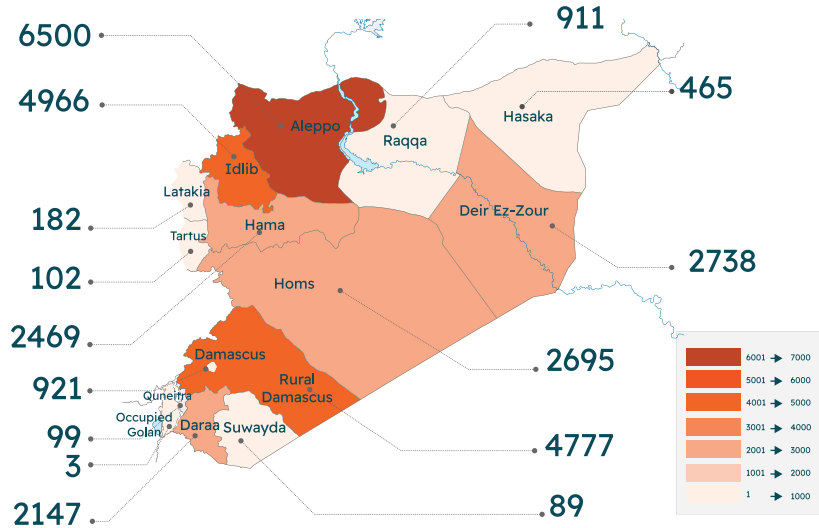 6500
911
4966
465
Aleppo
Hasaka
Raqqa
Idlib
Latakia
182
Deir Ez-Zour
Hama
Tartus
102
2738
Homs
2469
Damascus
2695
921
Rural
Damascus
Quneitra
Occupied
Golan
Daraa
Suwayda
99
3
4777
2147
89
6001 → 7000
5001 → 6000
4001 → 5000
3001 → 4000
2001 → 3000
1001 → 2000
1 → 1000